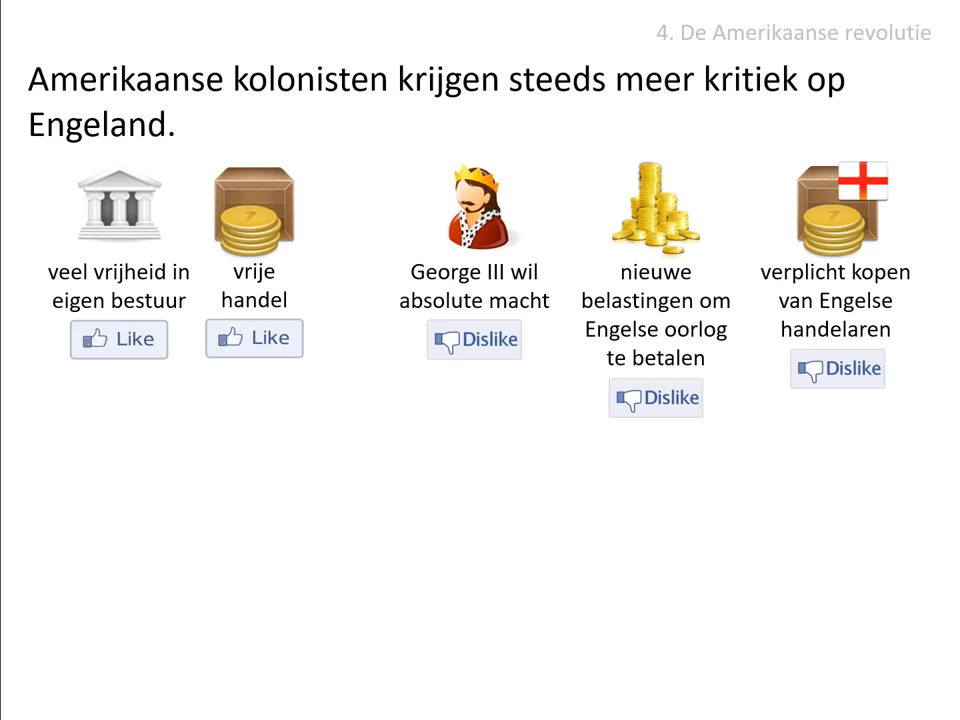 4. De Amerikaanse revolutie
Amerikaanse kolonisten krijgen steeds meer kritiek op
Engeland.
veel vrijheid in
eigen bestuur
Like
vrije
handel
Like
George III wil
absolute macht
Dislike
nieuwe
belastingen om
Engelse oorlog
te betalen
Dislike
verplicht kopen
van Engelse
handelaren
Dislike